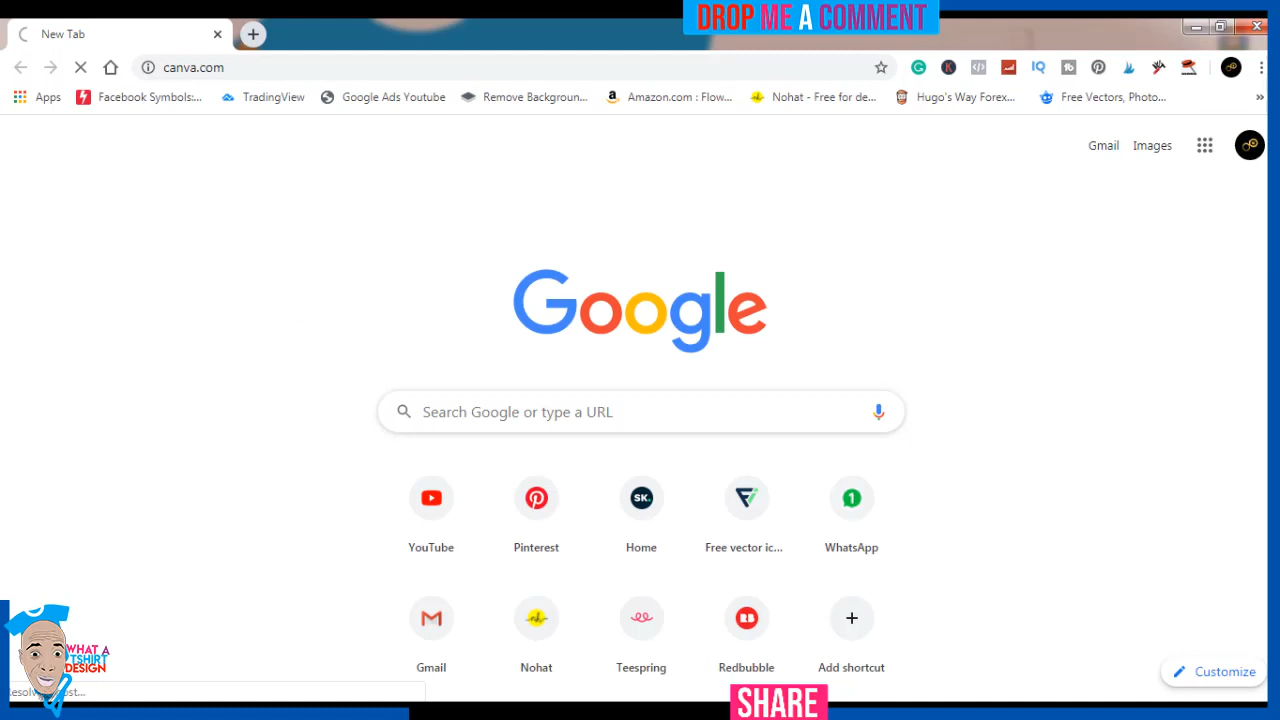 DROP ME A COMMENT
New Tab
canva.com
Apps
Facebook Symbols:...
TradingView
Google Ads Youtube
Remove Backgroun...
Amazon.com : Flow...
Nohat - Free for de...
Hugo's Way Forex...
Free Vectors, Photo...
»
Gmail Images
Google
Search Google or type a URL
SK.
1
YouTube
Pinterest
Home
Free vector ic...
WhatsApp
RB
Gmail
Nohat
Teespring
Redbubble
Add shortcut
Customize
WHAT A
TSHIRT
DESIGN
SHARE